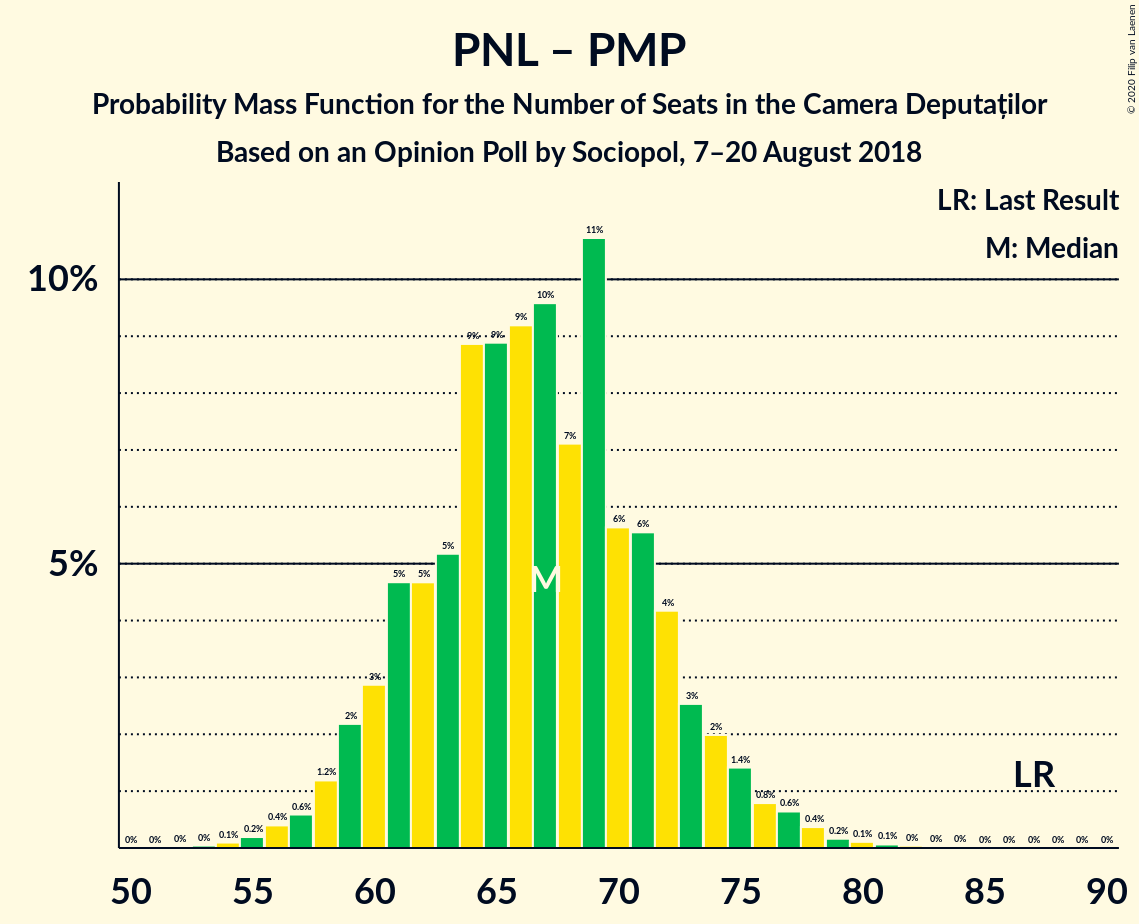 PNL – PMP
Probability Mass Function for the Number of Seats in the Camera Deputaților
Based on an Opinion Poll by Sociopol, 7–20 August 2018
© 2020 Filip van Laenen
LR: Last Result
M: Median
10%
5%
0% 0% 0% 0% 0.1% 0.2% 0.4% 0.6% 1.2% 2% 3% 5% 5% 5% 9% 9% 9% 10% 7% 11% 6% 6% 4% 3% 2% 1.4% 0.8% 0.6% 0.4% 0.2% 0.1% 0.1% 0% 0% 0% 0% 0% 0% 0% 0% 0%
M
LR
50 55 60 65 70 75 80 85 90